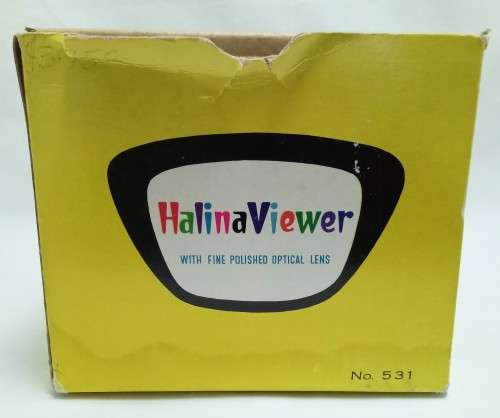 HalinaViewer
WITH FINE POLISHED OPTICAL LENS
No. 531